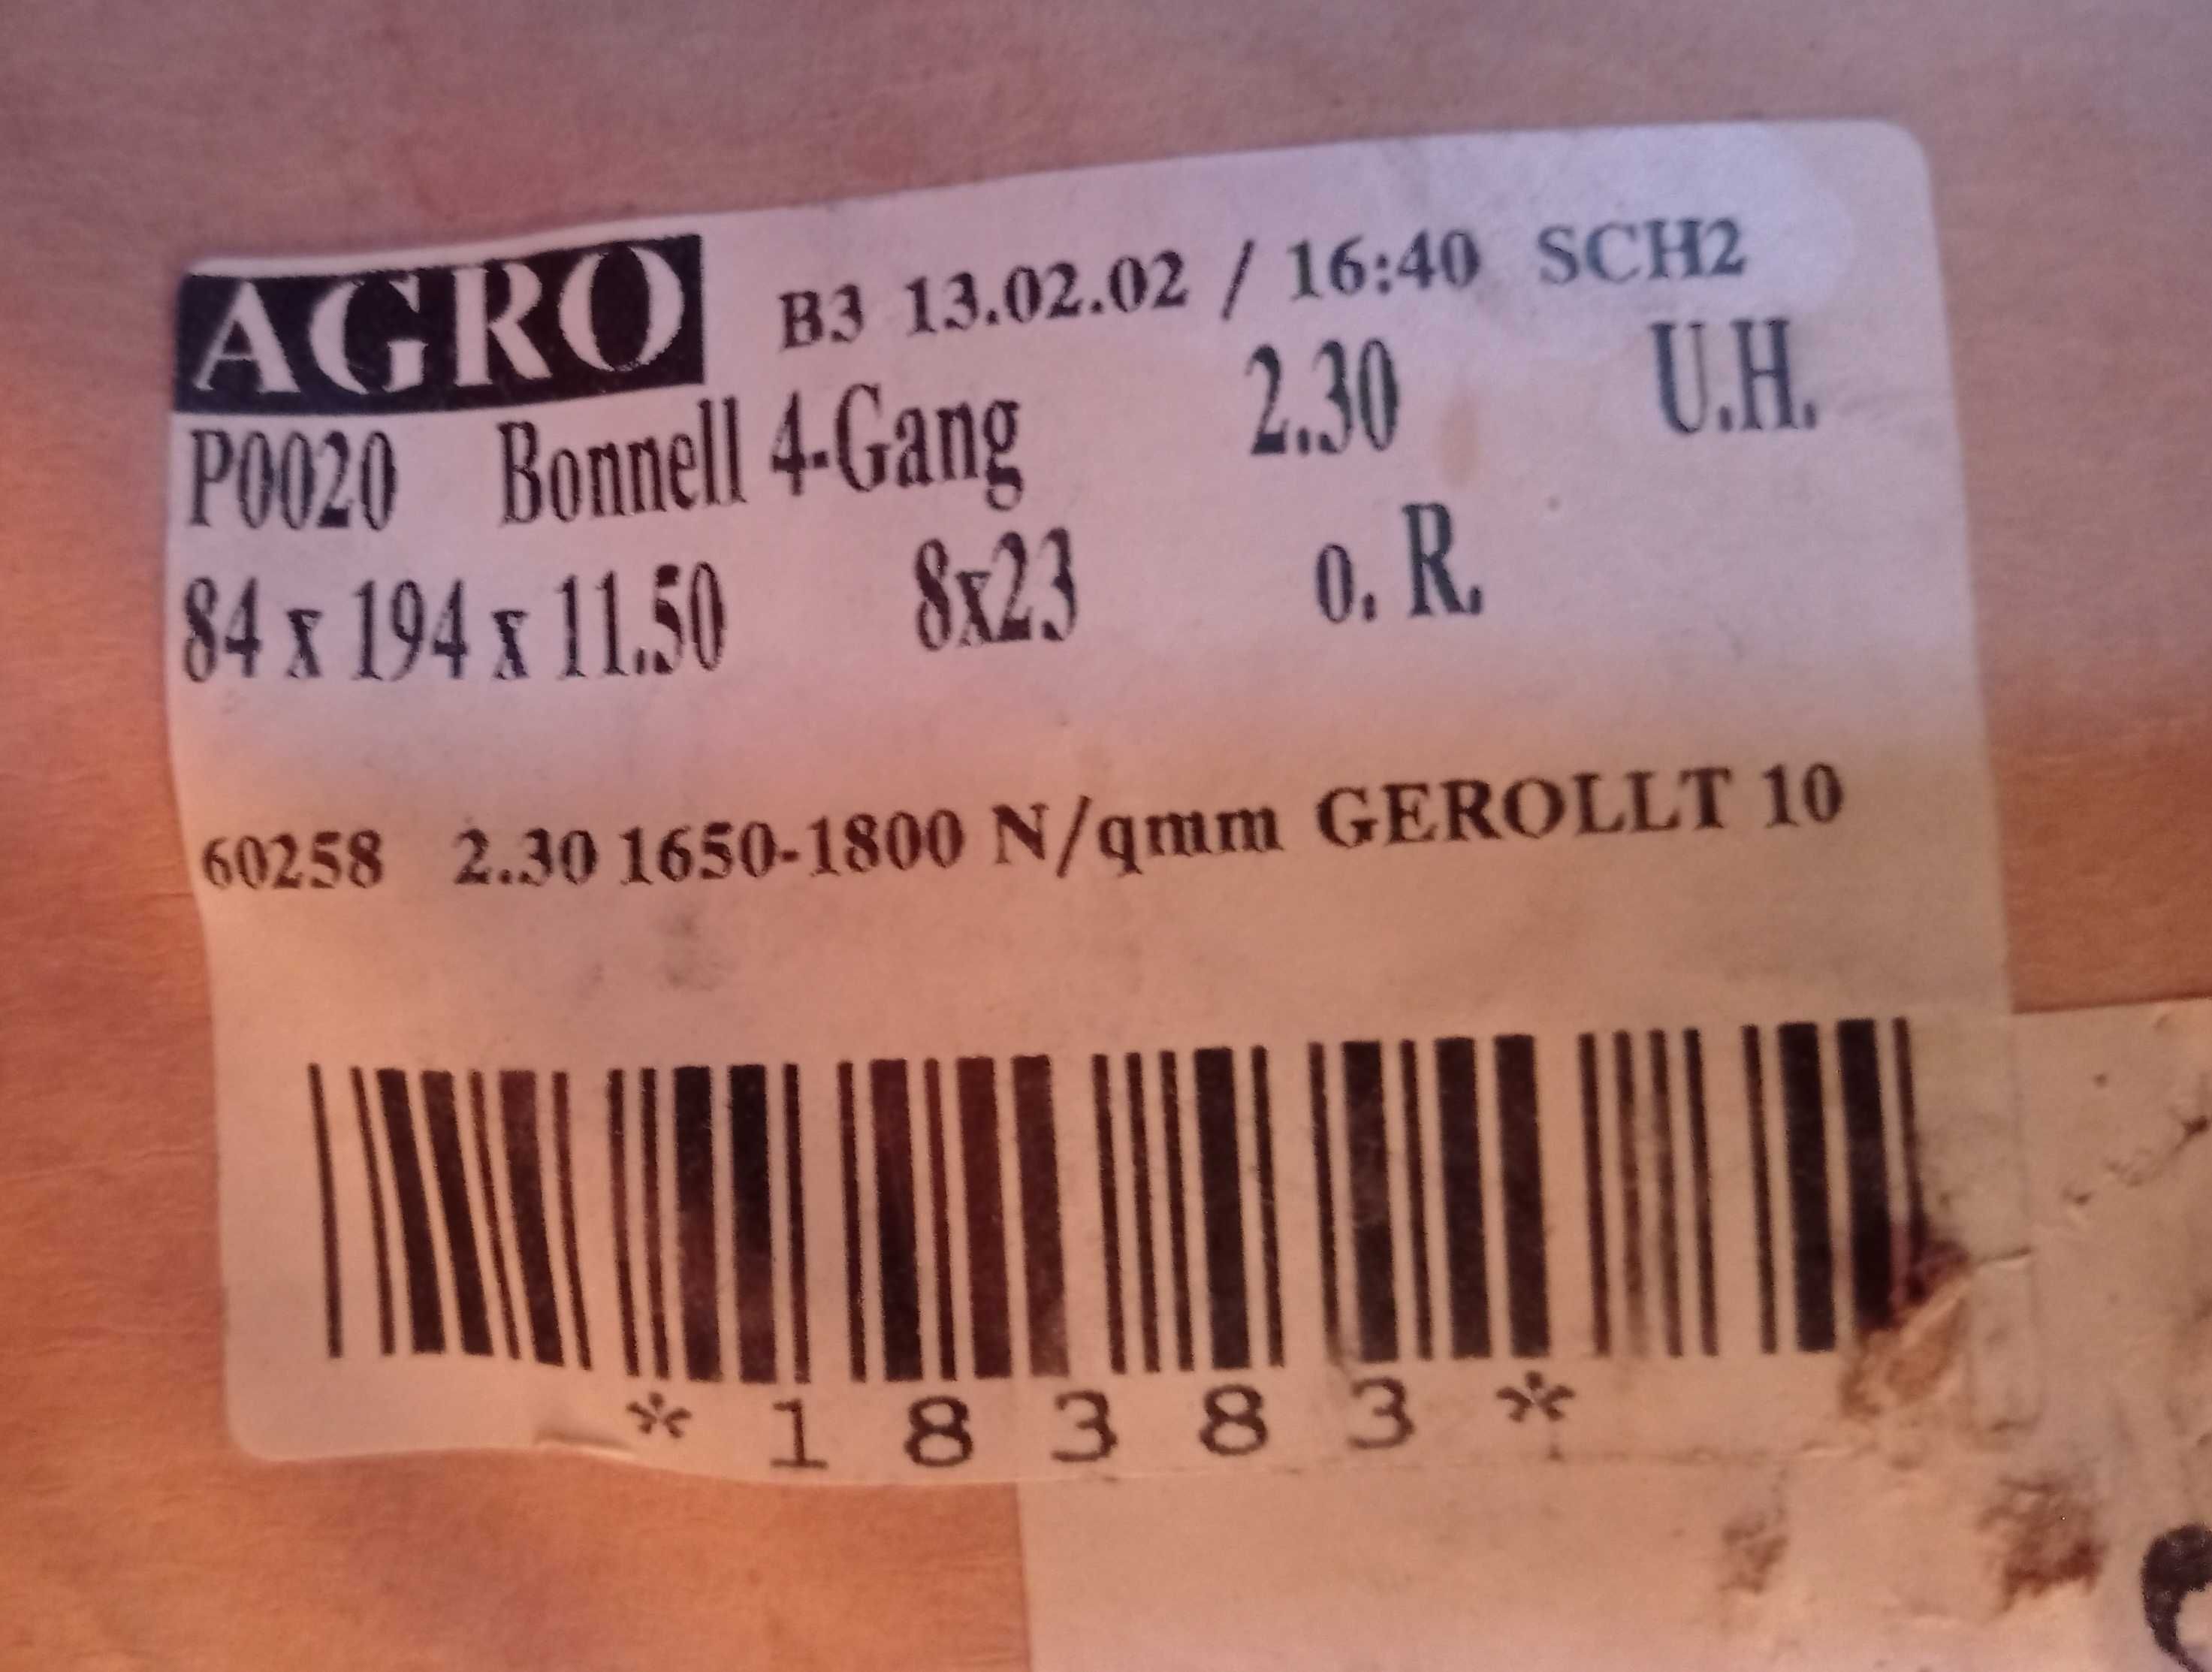 AGRO B3 13.02.02 / 16:40 SCH2
P0020 Bonnell 4-Gang 2.30 U.H.
84 x 194 x 11.50 8x23 o. R.
60258 2.30 1650-1800 N/qmm GEROLLT 10
*18383*